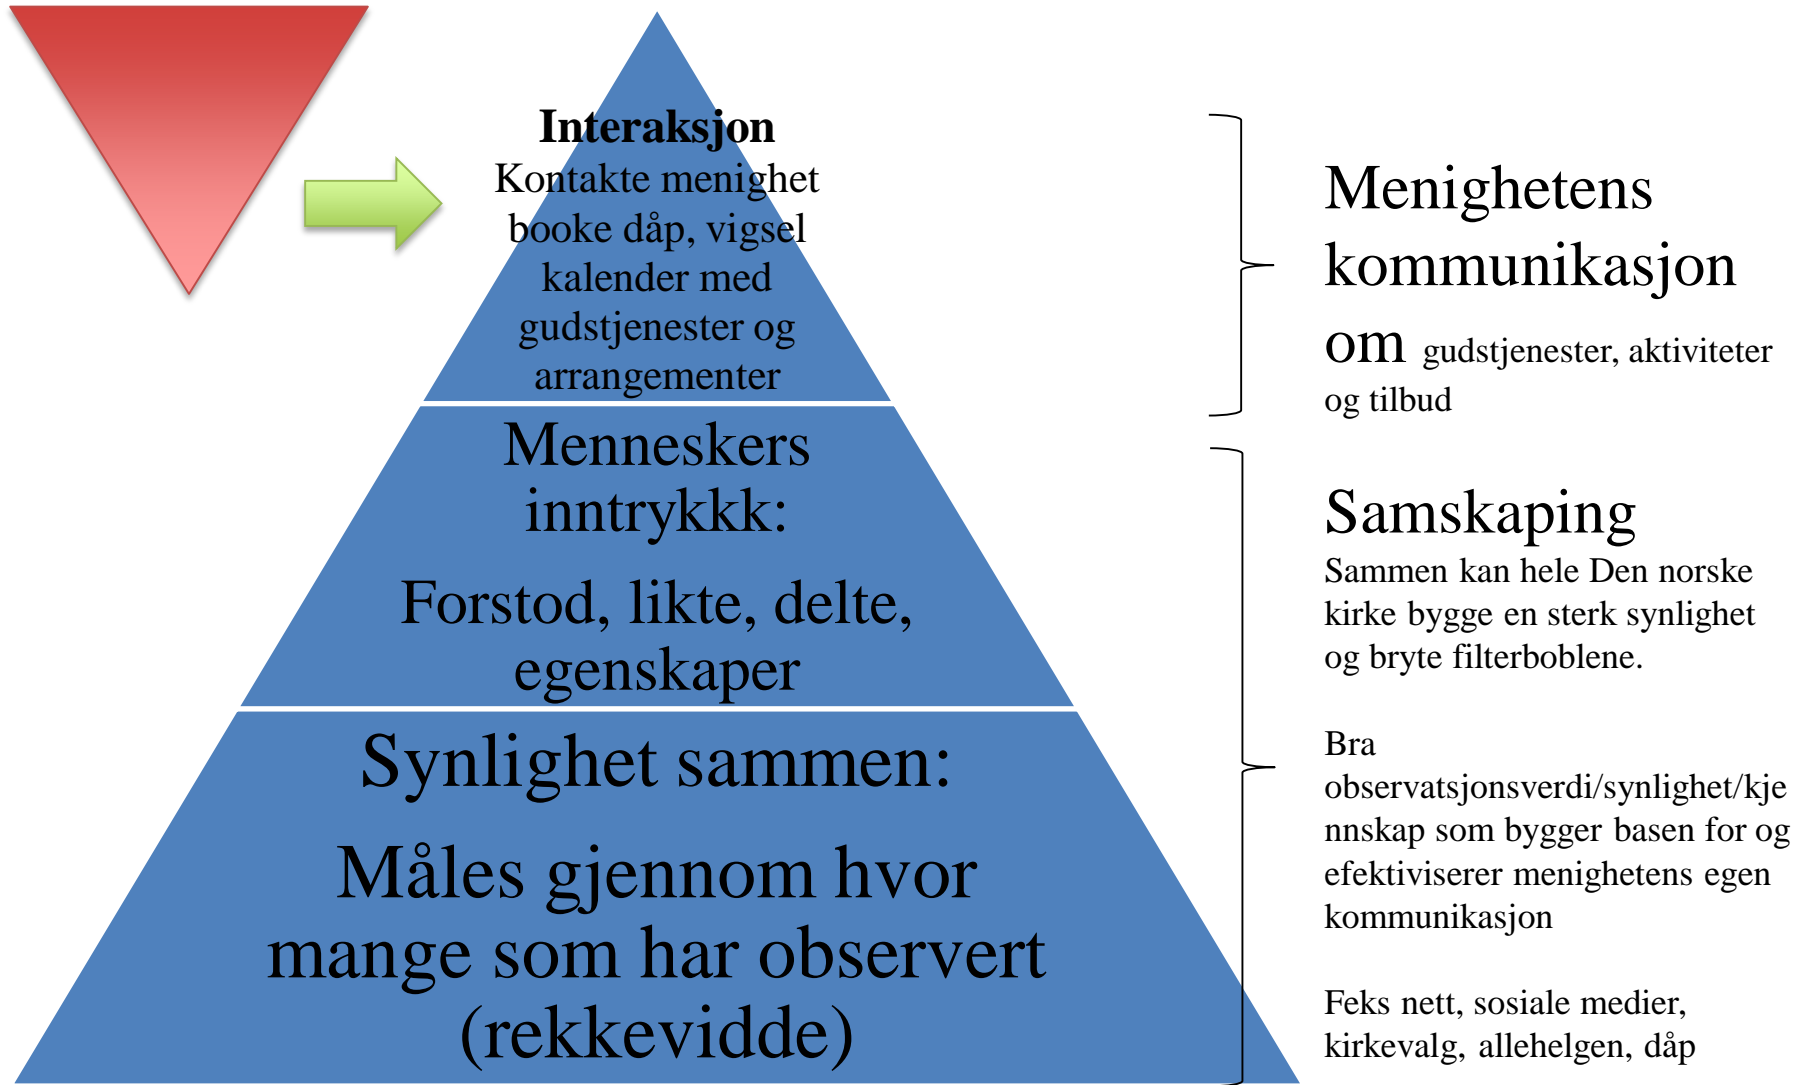 Interaksjon
Kontakte menighet
booke dåp, vigsel
kalender med
gudstjenester og
arrangementer
Menneskers
inntrykkk:
Forstod, likte, delte,
egenskaper
Synlighet sammen:
Måles gjennom hvor
mange som har observert
(rekkevidde)
Menighetens
kommunikasjon
om gudstjenester, aktiviteter
og tilbud
Samskaping
Sammen kan hele Den norske
kirke bygge en sterk synlighet
og bryte filterboblene.
Bra
observatsjonsverdi/synlighet/kje
nnskap som bygger basen for og
efektiviserer menighetens egen
kommunikasjon
Feks nett, sosiale medier,
kirkevalg, allehelgen, dåp